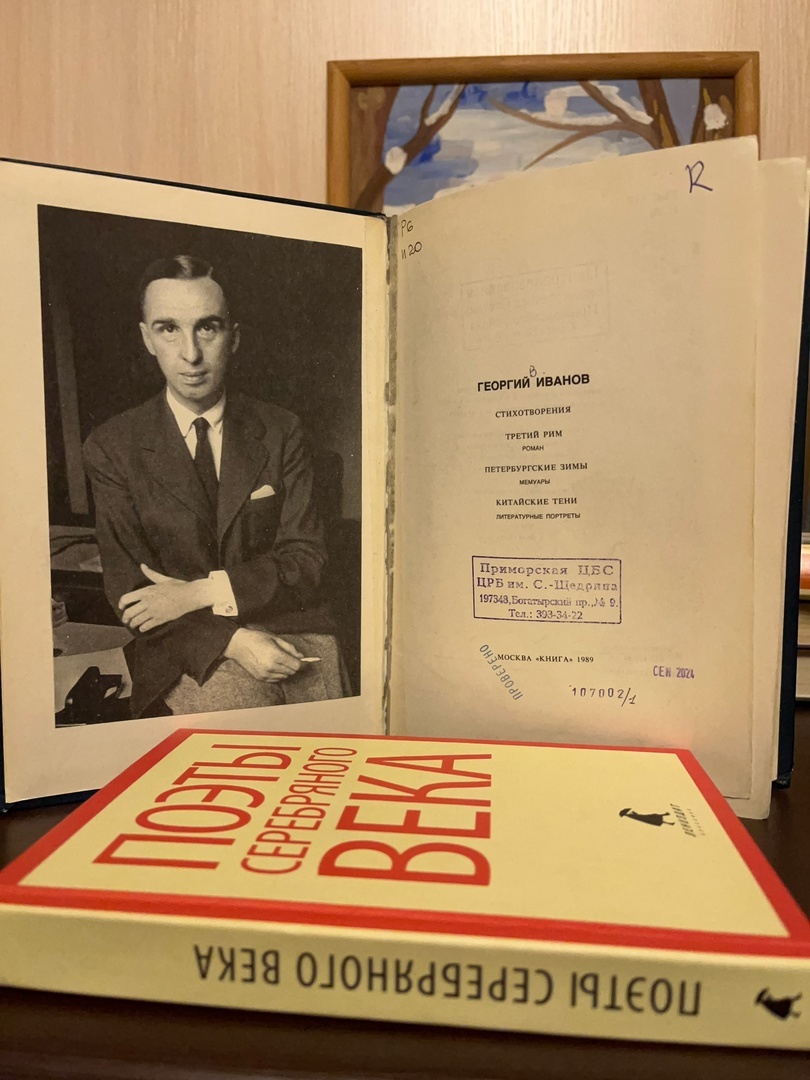 R
Р6
И20
В
ГЕОРГИЙ ИВАНОВ
СТИХОТВОРЕНИЯ
ТРЕТИЙ РИМ
РОМАН
ПЕТЕРБУРГСКИЕ ЗИМЫ
МЕМУАРЫ
КИТАЙСКИЕ ТЕНИ
ЛИТЕРАТУРНЫЕ ПОРТРЕТЫ
Приморская ЦБС
ЦРБ им. С.-Щедрина
197348, Богатырский пр., № 9.
Тел.: 393-34-22
ПРОВЕРЕНО
МОСКВА «КНИГА» 1989
СЕН 2024
107002/1
ПОЭТЫ
СЕРЕБРЯНОГО
ВЕКА
ПОЭТЫ СЕРЕБРЯНОГО ВЕКА